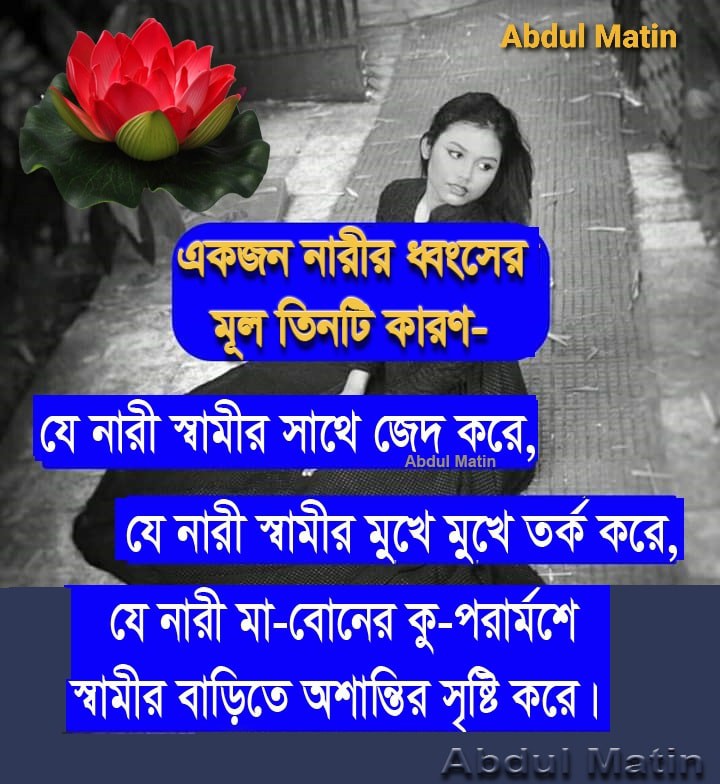 Abdul Matin
একজন নারীর ধ্বংসের
মূল তিনটি কারণ-
যে নারী স্বামীর সাথে জেদ করে,
Abdul Matin
যে নারী স্বামীর মুখে মুখে তর্ক করে,
যে নারী মা-বোনের কু-পরার্মশে
স্বামীর বাড়িতে অশান্তির সৃষ্টি করে।
Abdul Matin